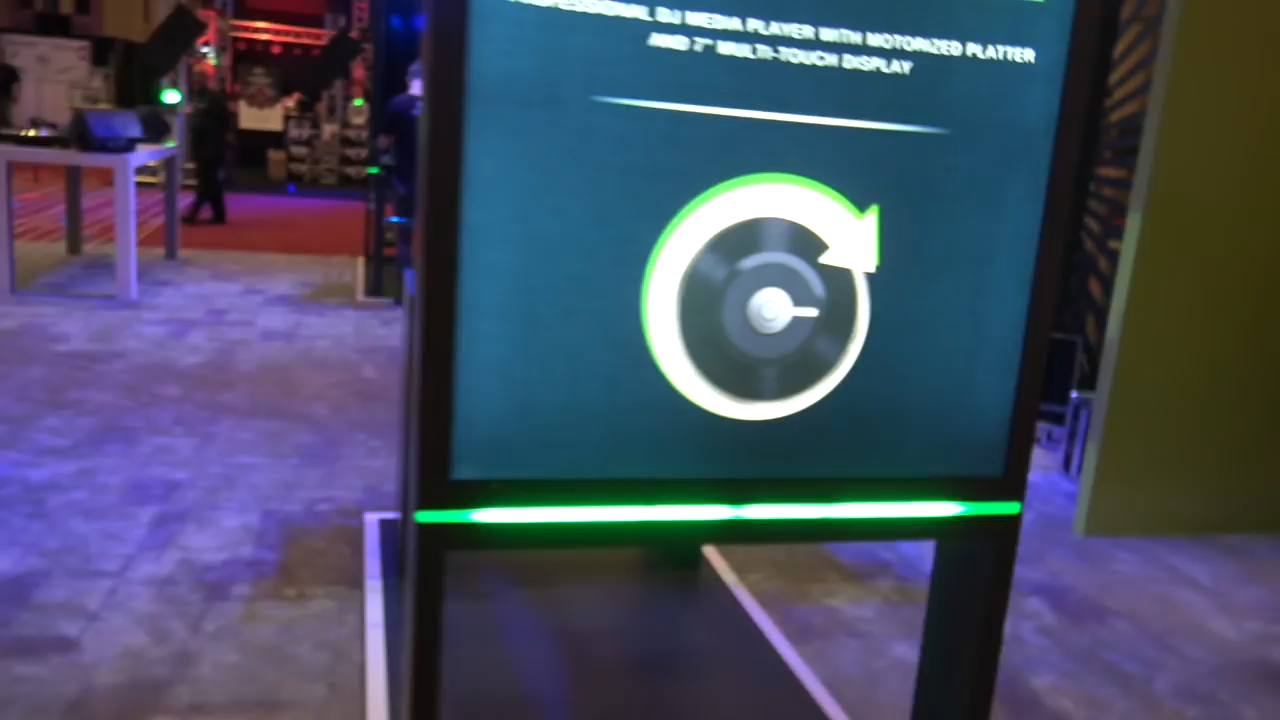 PROFESSIONAL DJ MEDIA PLAYER WITH MOTORIZED PLATTER
AND 7" MULTI-TOUCH DISPLAY